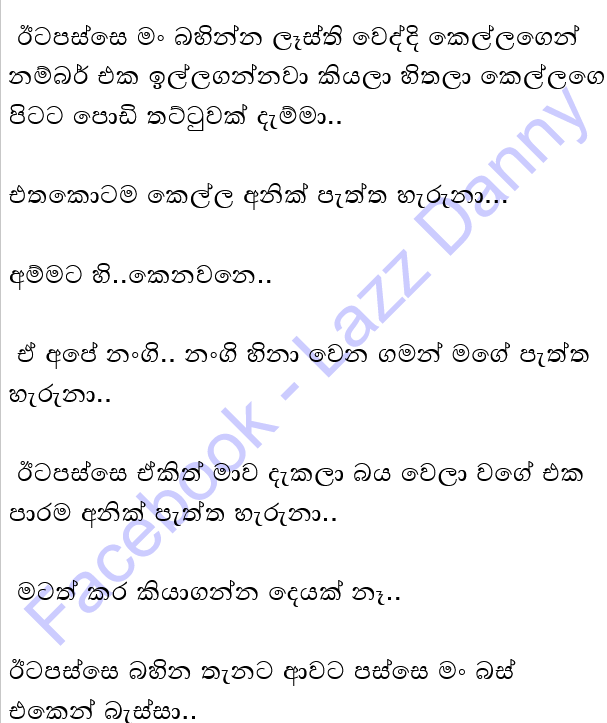 ඊටපස්සෙ මං බහින්න ලෑස්ති වෙද්දි කෙල්ලගෙන්
නම්බර් එක ඉල්ලගන්නවා කියලා හිතලා කෙල්ලගෙ
පිටට පොඩි තට්ටුවක් දැම්මා..
එතකොටම කෙල්ල අනික් පැත්ත හැරුනා...
අම්මට හි..කෙනවනෙ..
ඒ අපේ නංගි.. නංගි හිනා වෙන ගමන් මගේ පැත්ත
හැරුනා..
ඊටපස්සෙ ඒකිත් මාව දැකලා බය වෙලා වගේ එක
පාරම අනික් පැත්ත හැරුනා..
මටත් කර කියාගන්න දෙයක් නෑ..
ඊටපස්සෙ බහින තැනට ආවට පස්සෙ මං බස්
එකෙන් බැස්සා..
Facebook - Lazz Danny